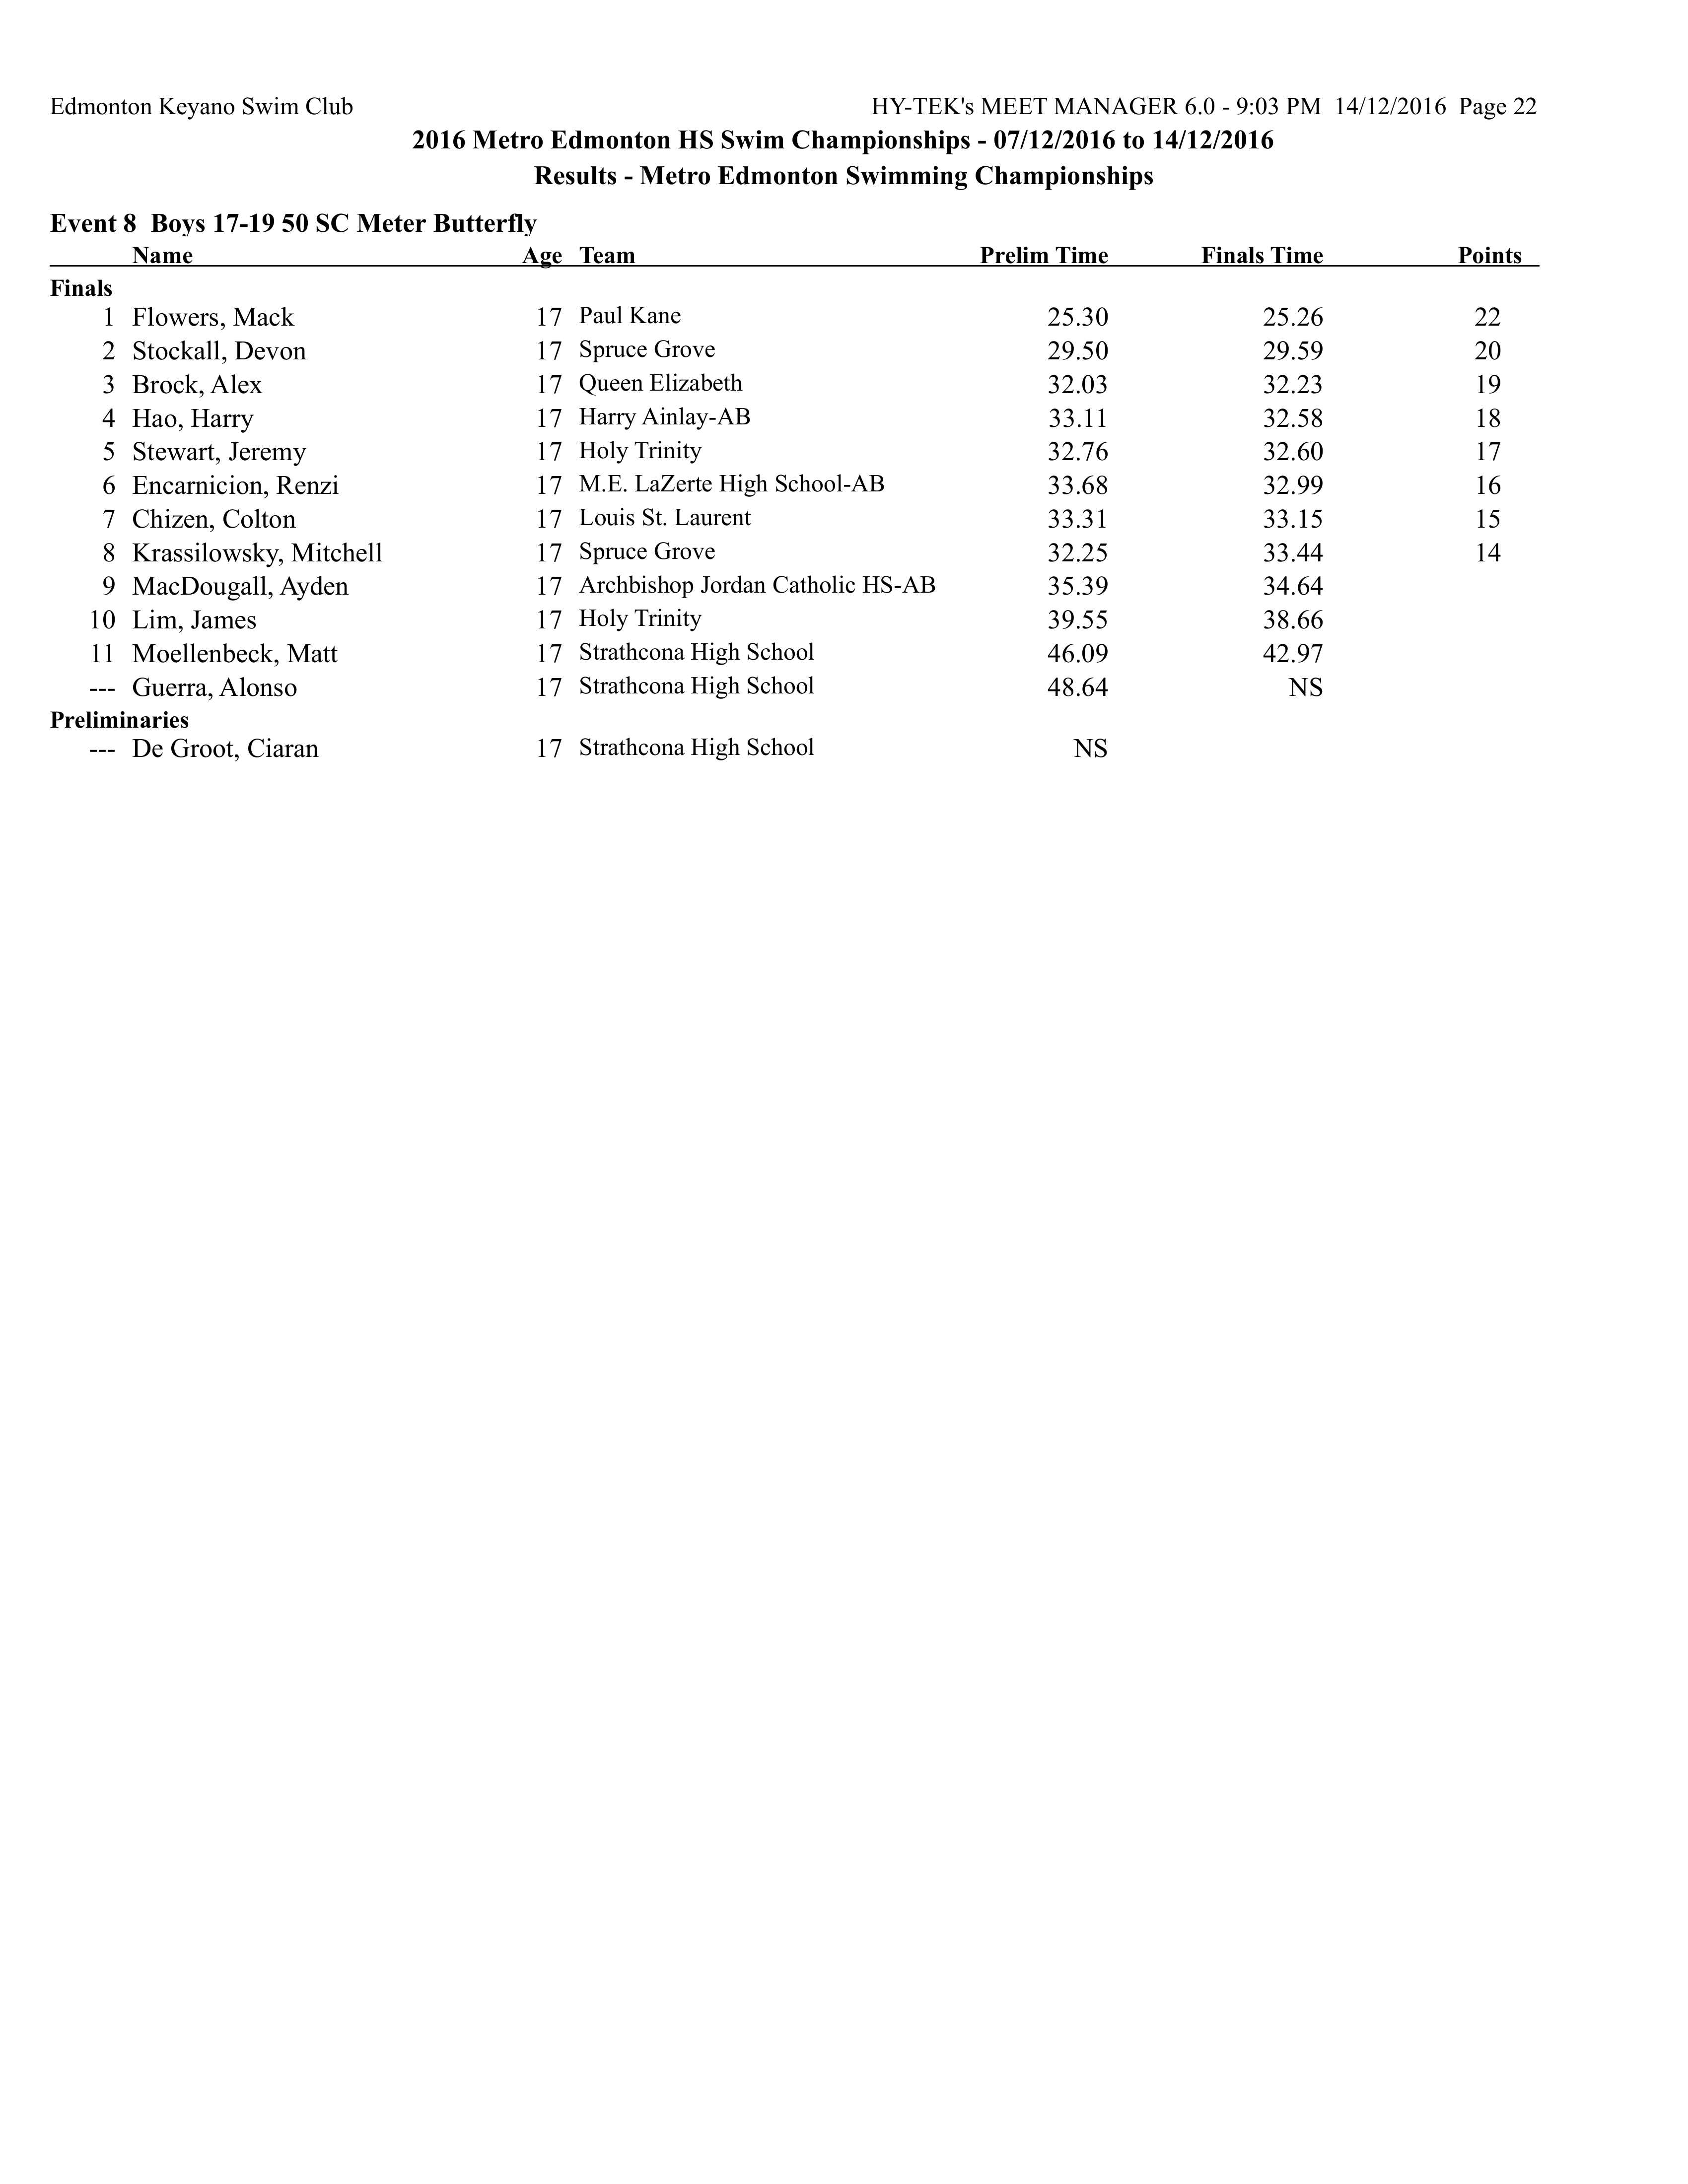 Edmonton Keyano Swim Club HY-TEK's MEET MANAGER 6.0 - 9:03 PM 14/12/2016 Page 22
2016 Metro Edmonton HS Swim Championships - 07/12/2016 to 14/12/2016
Results - Metro Edmonton Swimming Championships
Event 8 Boys 17-19 50 SC Meter Butterfly
Name Age Team Prelim Time Finals Time Points
Finals
1 Flowers, Mack 17 Paul Kane 25.30 25.26 22
2 Stockall, Devon 17 Spruce Grove 29.50 29.59 20
3 Brock, Alex 17 Queen Elizabeth 32.03 32.23 19
4 Hao, Harry 17 Harry Ainlay-AB 33.11 32.58 18
5 Stewart, Jeremy 17 Holy Trinity 32.76 32.60 17
6 Encarnicion, Renzi 17 M.E. LaZerte High School-AB 33.68 32.99 16
7 Chizen, Colton 17 Louis St. Laurent 33.31 33.15 15
8 Krassilowsky, Mitchell 17 Spruce Grove 32.25 33.44 14
9 MacDougall, Ayden 17 Archbishop Jordan Catholic HS-AB 35.39 34.64
10 Lim, James 17 Holy Trinity 39.55 38.66
11 Moellenbeck, Matt 17 Strathcona High School 46.09 42.97
--- Guerra, Alonso 17 Strathcona High School 48.64 NS
Preliminaries
--- De Groot, Ciaran 17 Strathcona High School NS